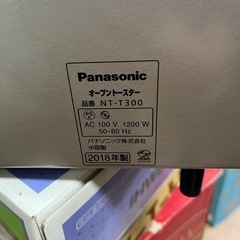 Panasonic
オーブントースター
品番 NT-T300
AC 100 V 1200 W
50-60 Hz
パナソニック株式会社
中国製
2018年製